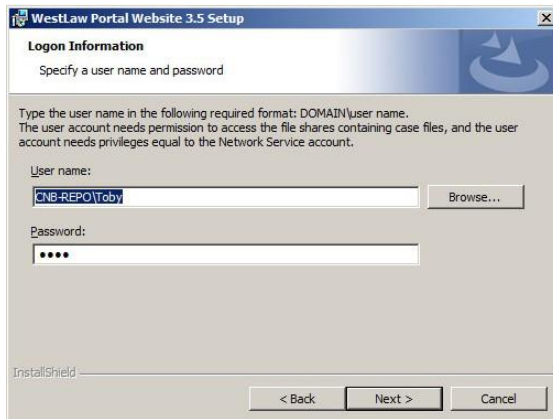 WestLaw Portal Website 3.5 Setup
Logon Information
Specify a user name and password
Type the user name in the following required format: DOMAIN\user name.
The user account needs permission to access the file shares containing case files, and the user
account needs privileges equal to the Network Service account.
User name:
CNB-REPO\Toby
Browse...
Password:
••••
InstallShield
< Back
Next >
Cancel